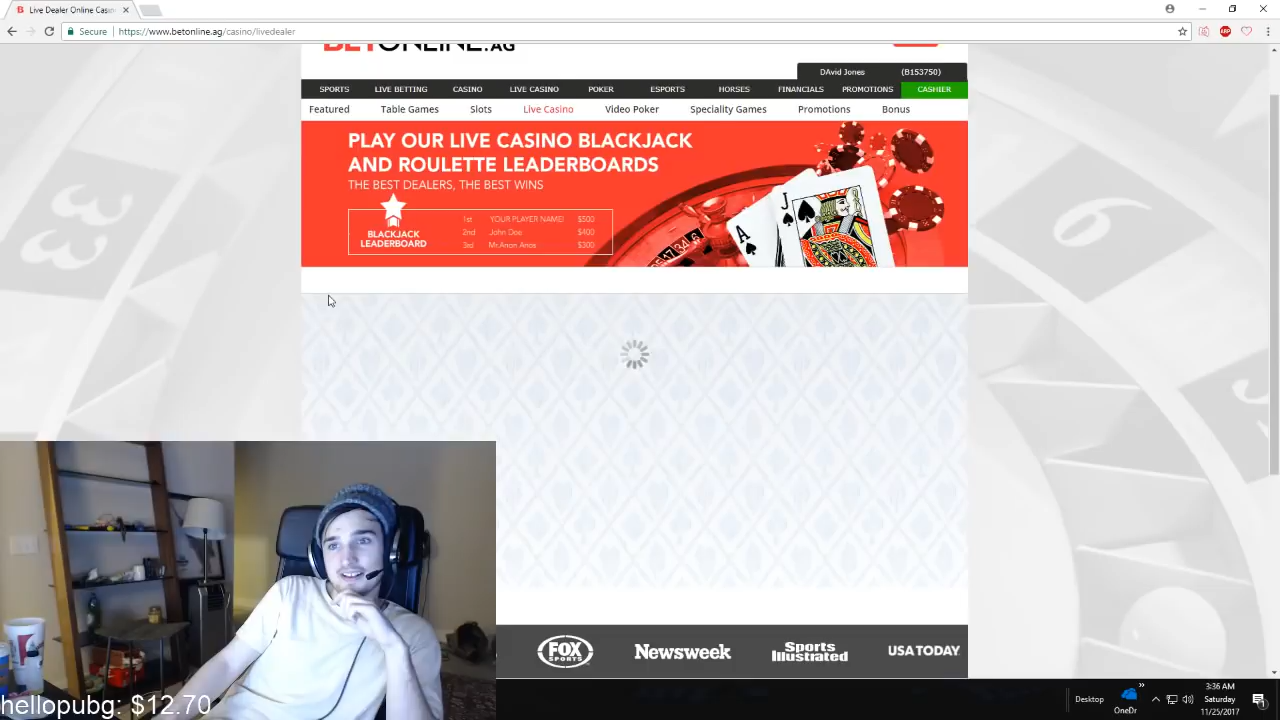 Live Dealer Online Casin
Secure
https://www.betonline.ag/casino/livedealer
BETONLINE.AG
DAvid Jones (B153750)
SPORTS LIVE BETTING CASINO LIVE CASINO POKER ESPORTS HORSES FINANCIALS PROMOTIONS CASHIER
Featured Table Games Slots Live Casino Video Poker Speciality Games Promotions Bonus
PLAY OUR LIVE CASINO BLACKJACK
AND ROULETTE LEADERBOARDS
THE BEST DEALERS, THE BEST WINS
BLACKJACK
LEADERBOARD
1st YOUR PLAYER NAME! $500
2nd John Doe $400
3rd Mr.Anon Anos $300
A
J
FOX
SPORTS
Newsweek
Sports
Illustrated
USA TODAY
hellopubg: $12.70
Desktop
OneDr
3:36 AM
Saturday
11/25/2017